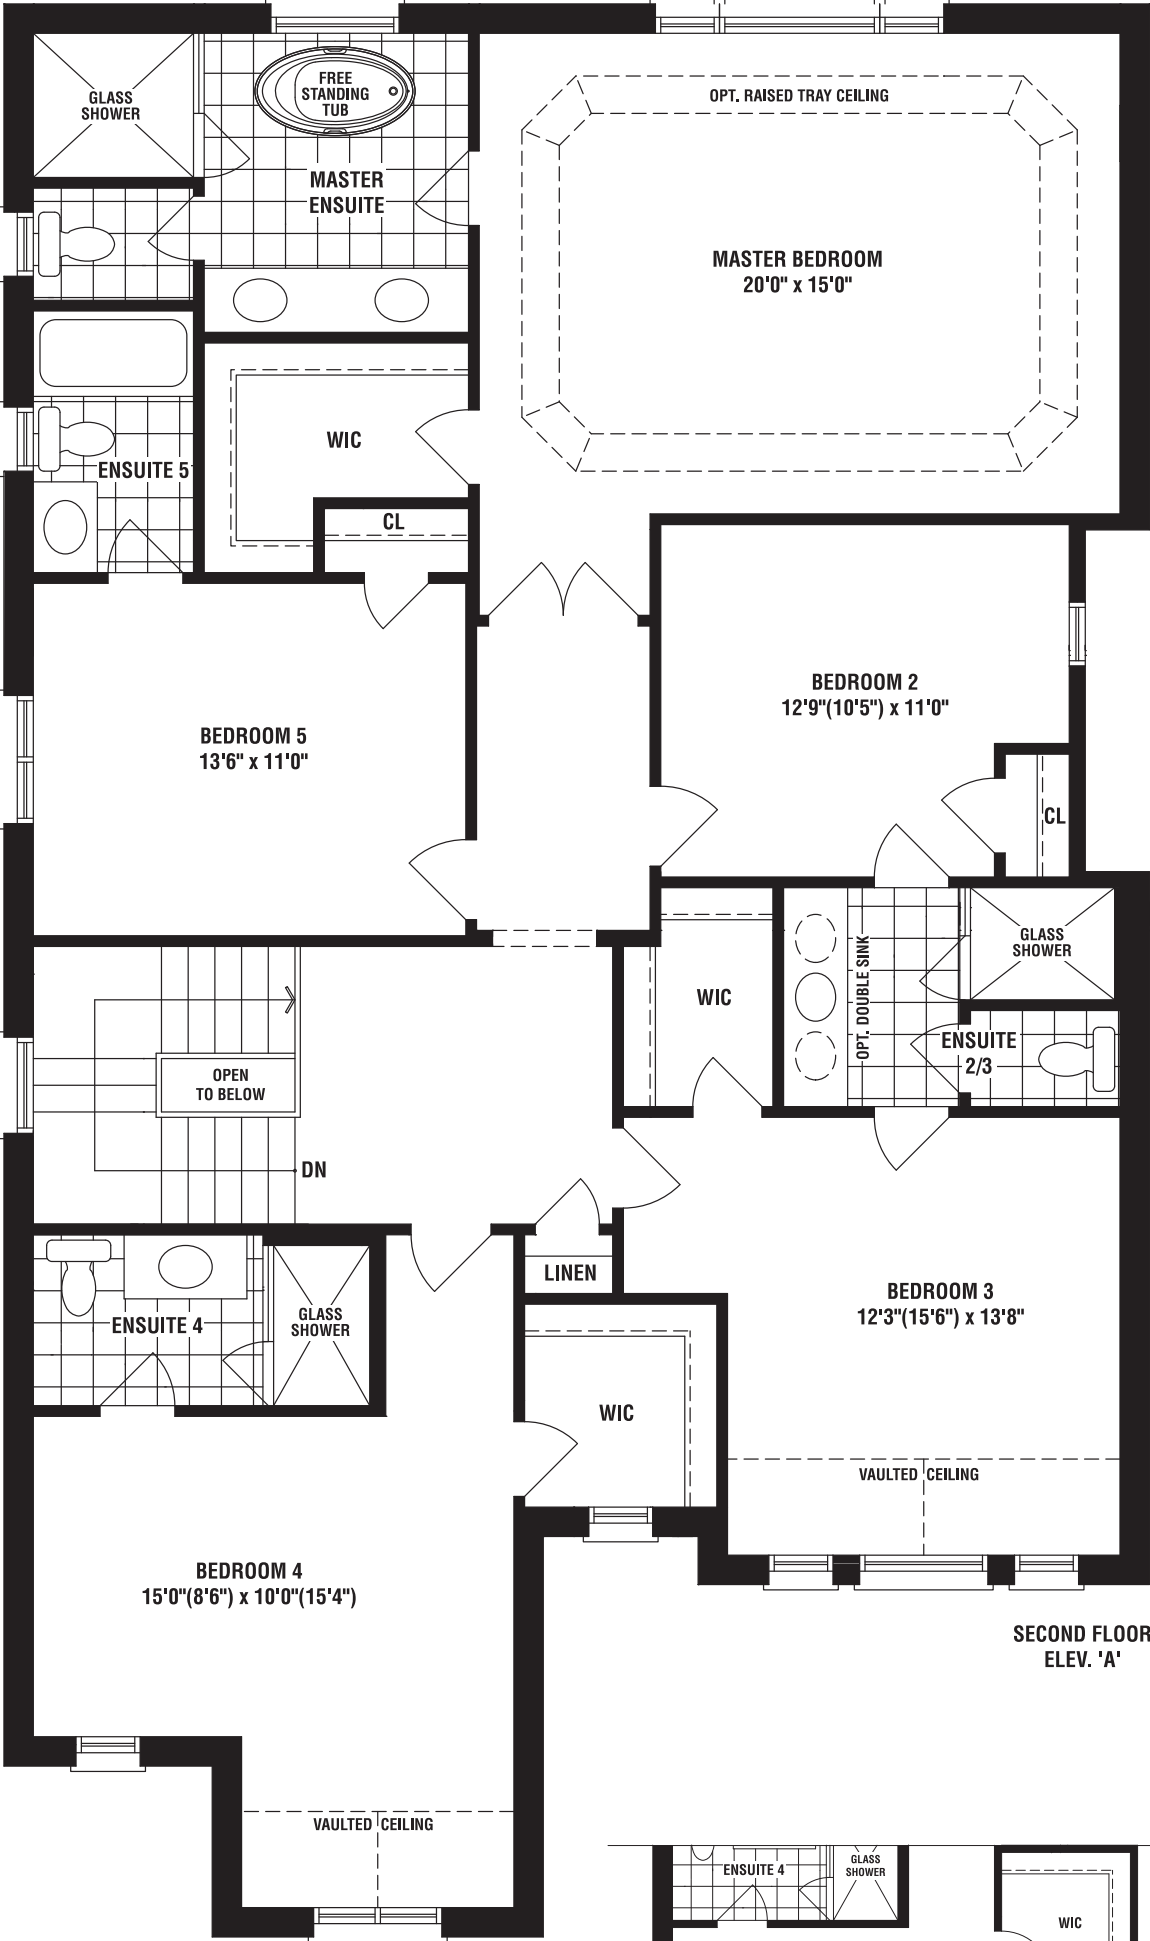 GLASS
SHOWER
FREE
STANDING
TUB
MASTER
ENSUITE
OPT. RAISED TRAY CEILING
MASTER BEDROOM
20'0" x 15'0"
WIC
ENSUITE 5
CL
BEDROOM 5
13'6" x 11'0"
BEDROOM 2
12'9"(10'5") x 11'0"
CL
GLASS
SHOWER
OPT. DOUBLE SINK
WIC
ENSUITE
2/3
OPEN
TO BELOW
DN
LINEN
ENSUITE 4
GLASS
SHOWER
BEDROOM 3
12'3"(15'6") x 13'8"
WIC
VAULTED CEILING
BEDROOM 4
15'0"(8'6") x 10'0"(15'4")
SECOND FLOOR
ELEV. 'A'
VAULTED CEILING
ENSUITE 4
GLASS
SHOWER
WIC